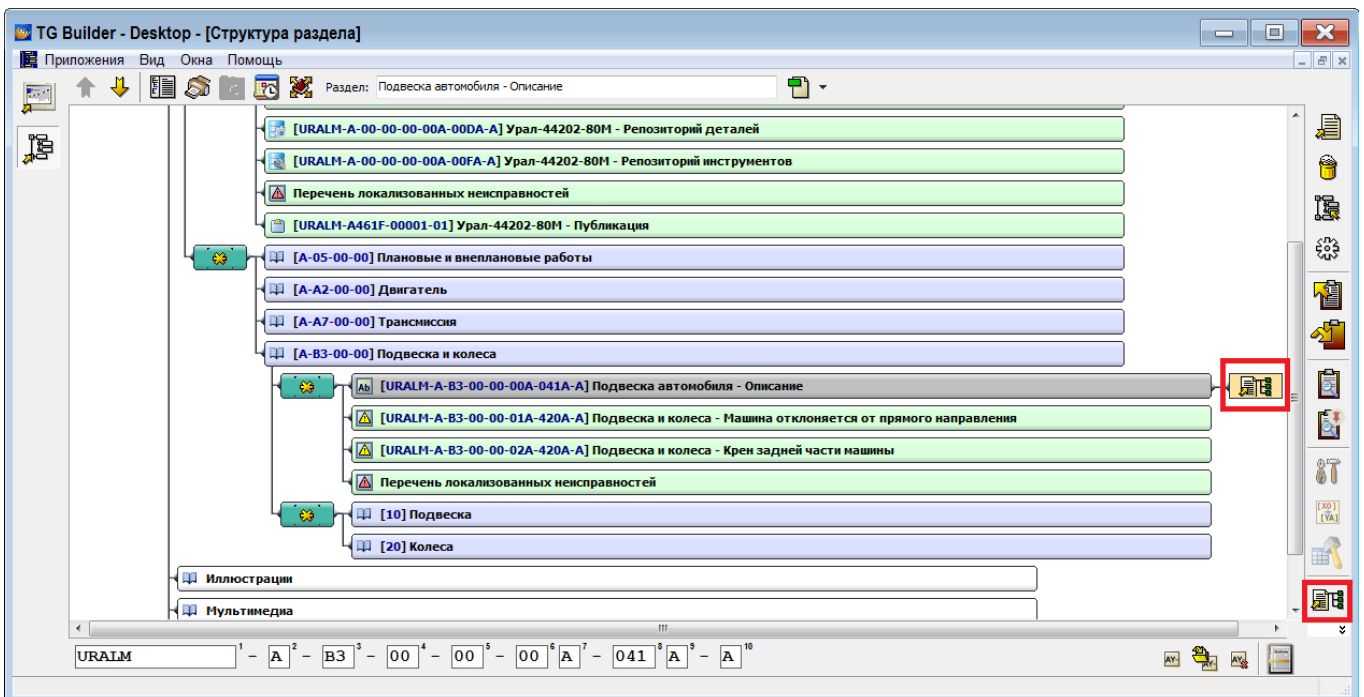 TG Builder - Desktop - [Структура раздела]
Приложения Вид Окна Помощь
Раздел: Подвеска автомобиля - Описание
[URALM-A-00-00-00-00A-00DA-A] Урал-44202-80М - Репозиторий деталей
[URALM-A-00-00-00-00A-00FA-A] Урал-44202-80М - Репозиторий инструментов
Перечень локализованных неисправностей
[URALM-A461F-00001-01] Урал-44202-80М - Публикация
[A-05-00-00] Плановые и внеплановые работы
[A-A2-00-00] Двигатель
[A-A7-00-00] Трансмиссия
[A-B3-00-00] Подвеска и колеса
Ab [URALM-A-B3-00-00-00A-041A-A] Подвеска автомобиля - Описание
[URALM-A-B3-00-00-01A-420A-A] Подвеска и колеса - Машина отклоняется от прямого направления
[URALM-A-B3-00-00-02A-420A-A] Подвеска и колеса - Крен задней части машины
Перечень локализованных неисправностей
[10] Подвеска
[20] Колеса
[XO]
[YA]
Иллюстрации
Мультимедиа
URALM 1 - A 2 - B3 3 - 00 4 - 00 5 - 00 6 A 7 - 041 8 A 9 - A 10
AY- AY- AY-